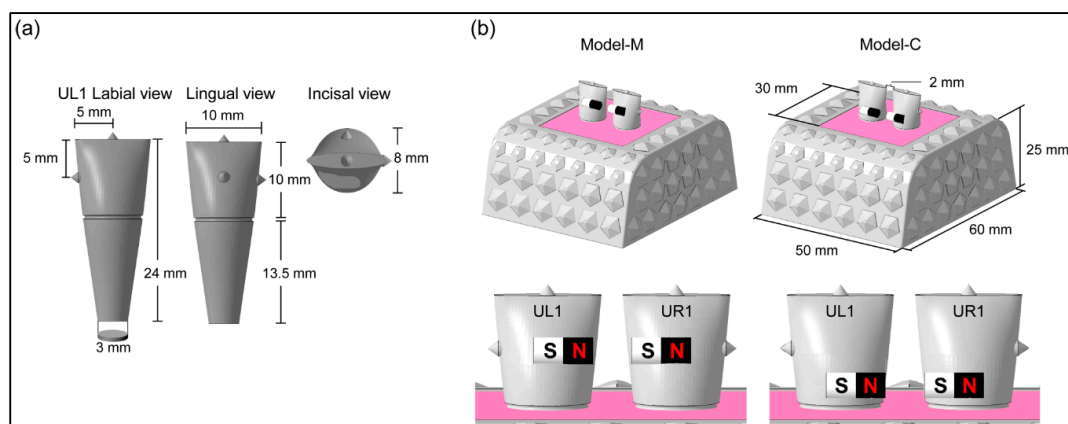 (a)
UL1 Labial view
Lingual view
Incisal view
5 mm
10 mm
5 mm
8 mm
10 mm
24 mm
13.5 mm
3 mm
(b)
Model-M
Model-C
2 mm
30 mm
25 mm
60 mm
50 mm
UL1
UR1
UL1
UR1
S N
S N
S N
S N